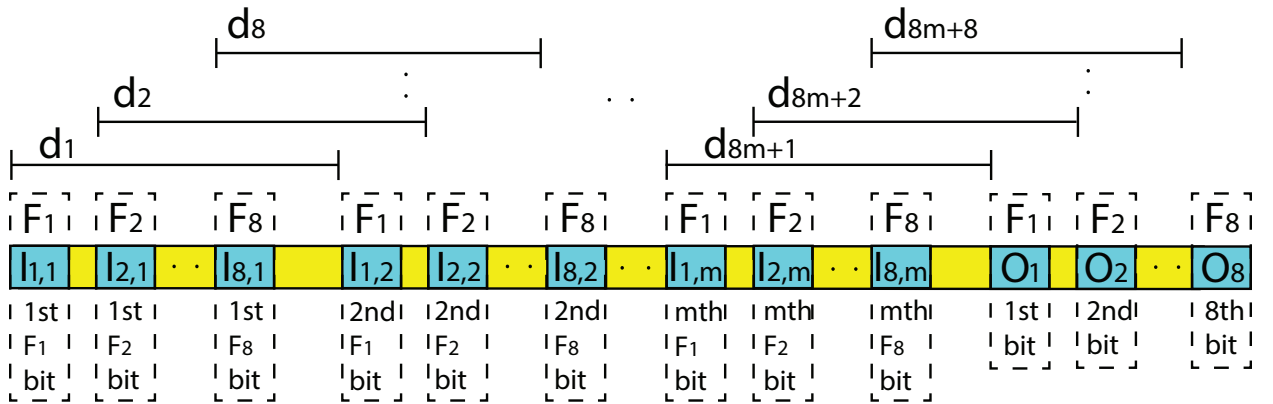 d8 d8m+8
d2 . . d8m+2
d1 d8m+1
F1 F2 F8 F1 F2 F8 F1 F2 F8 F1 F2 F8
I1,1 I2,1 . . I8,1 I1,2 I2,2 . . I8,2 . . I1,m I2,m . . I8,m O1 O2 . . O8
1st 1st 1st 2nd 2nd 2nd mth mth mth 1st 2nd 8th
F1 F2 F8 F1 F2 F8 F1 F2 F8 bit bit bit
bit bit bit bit bit bit bit bit bit